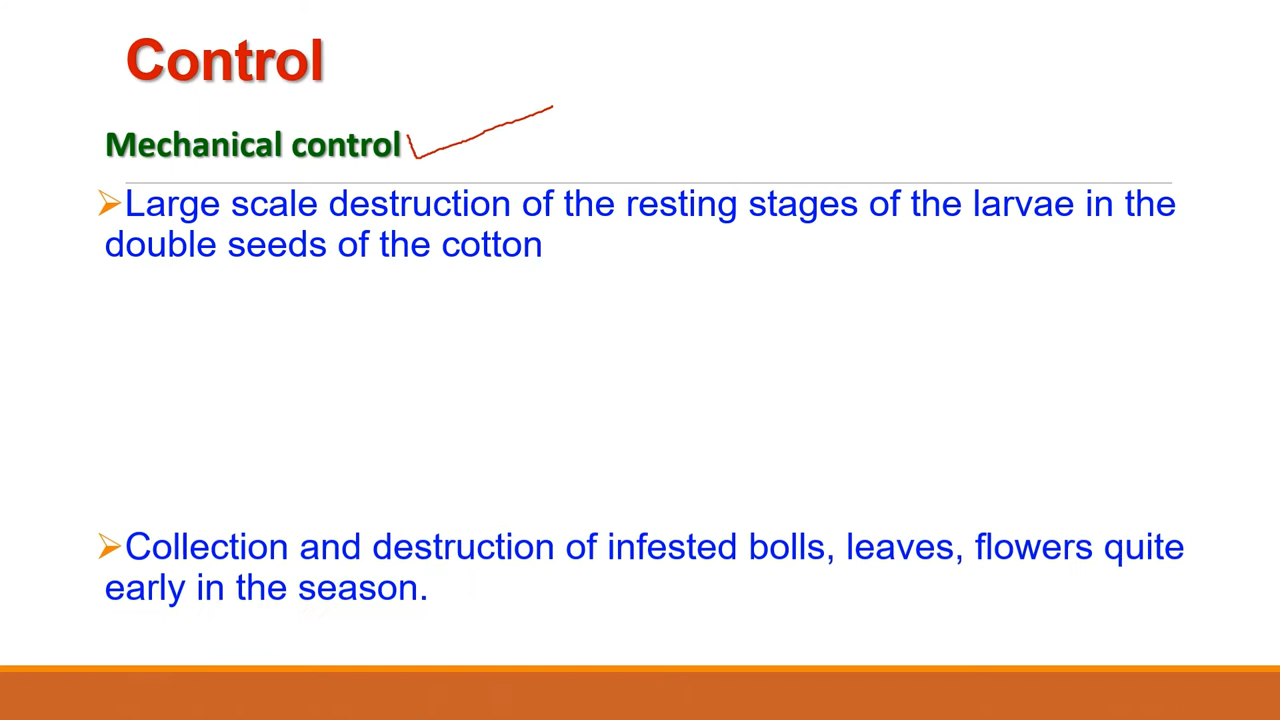 Control
Mechanical control
Large scale destruction of the resting stages of the larvae in the
double seeds of the cotton
Collection and destruction of infested bolls, leaves, flowers quite
early in the season.